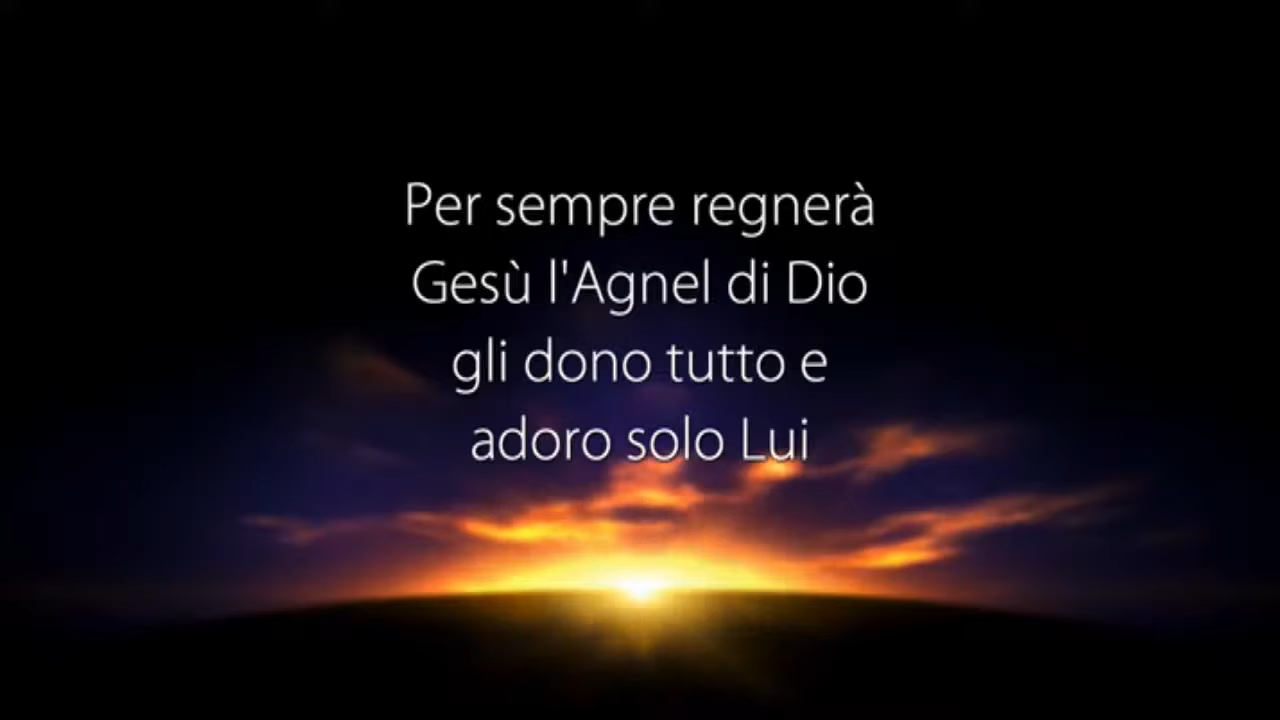 Per sempre regnerà
Gesù l'Agnel di Dio
gli dono tutto e
adoro solo Lui